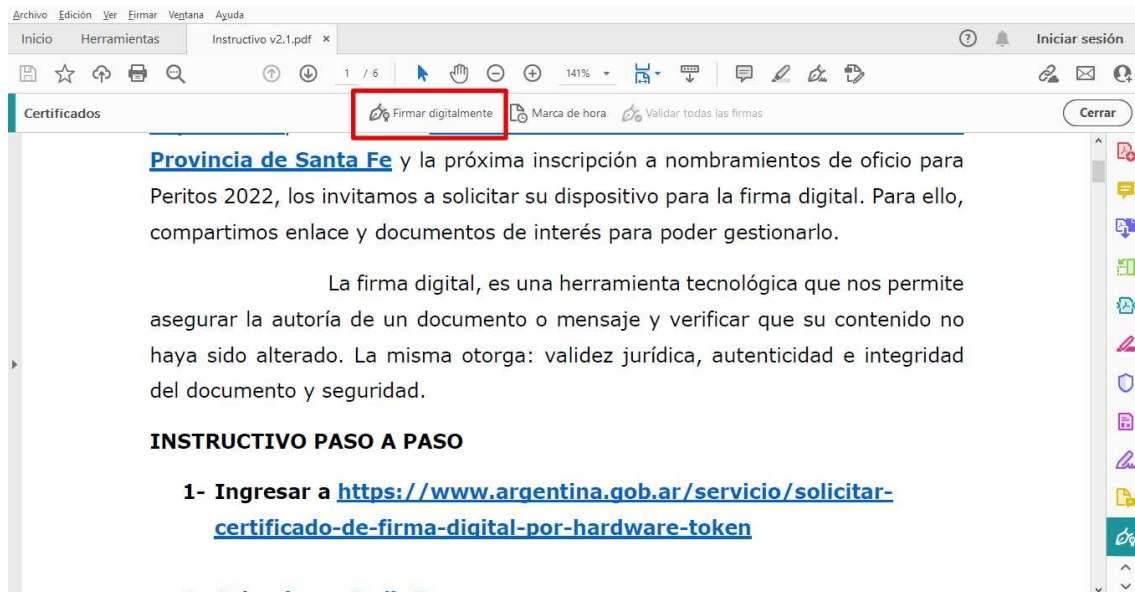 Archivo Edición Ver Firmar Ventana Ayuda
Inicio Herramientas Instructivo v2.1.pdf × Iniciar sesión
1 / 6 141%
Certificados Firmar digitalmente Marca de hora Validar todas las firmas Cerrar
Provincia de Santa Fe y la próxima inscripción a nombramientos de oficio para
Peritos 2022, los invitamos a solicitar su dispositivo para la firma digital. Para ello,
compartimos enlace y documentos de interés para poder gestionarlo.
La firma digital, es una herramienta tecnológica que nos permite
asegurar la autoría de un documento o mensaje y verificar que su contenido no
haya sido alterado. La misma otorga: validez jurídica, autenticidad e integridad
del documento y seguridad.
INSTRUCTIVO PASO A PASO
1- Ingresar a https://www.argentina.gob.ar/servicio/solicitar-
certificado-de-firma-digital-por-hardware-token